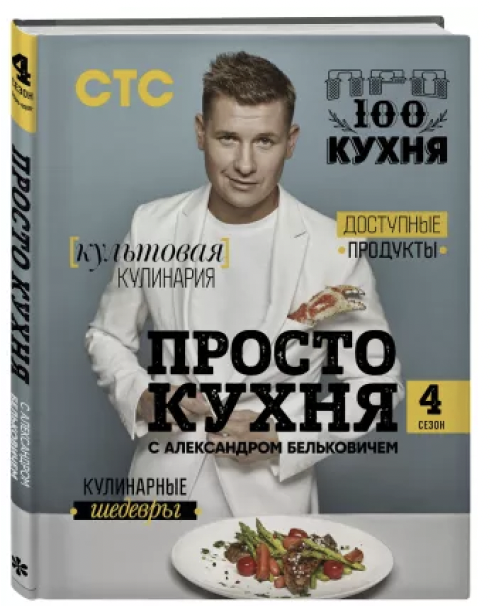 4
СЕЗОН
ПРОСТО КУХНЯ
С АЛЕКСАНДРОМ
БЕЛЬКОВИЧЕМ
СТС
ПРО
100
КУХНЯ
ДОСТУПНЫЕ
ПРОДУКТЫ
[культовая]
КУЛИНАРИЯ
ПРОСТО
КУХНЯ
С АЛЕКСАНДРОМ БЕЛЬКОВИЧЕМ
4
СЕЗОН
КУЛИНАРНЫЕ
шедевры